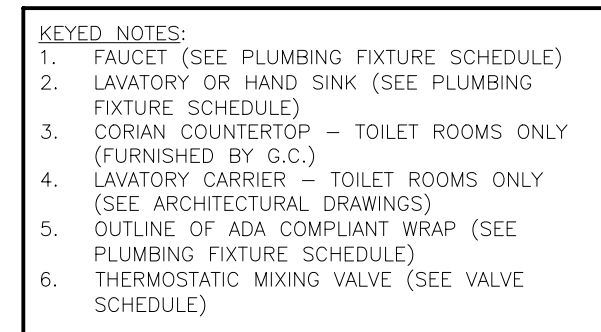 KEYED NOTES:
1. FAUCET (SEE PLUMBING FIXTURE SCHEDULE)
2. LAVATORY OR HAND SINK (SEE PLUMBING
FIXTURE SCHEDULE)
3. CORIAN COUNTERTOP – TOILET ROOMS ONLY
(FURNISHED BY G.C.)
4. LAVATORY CARRIER – TOILET ROOMS ONLY
(SEE ARCHITECTURAL DRAWINGS)
5. OUTLINE OF ADA COMPLIANT WRAP (SEE
PLUMBING FIXTURE SCHEDULE)
6. THERMOSTATIC MIXING VALVE (SEE VALVE
SCHEDULE)